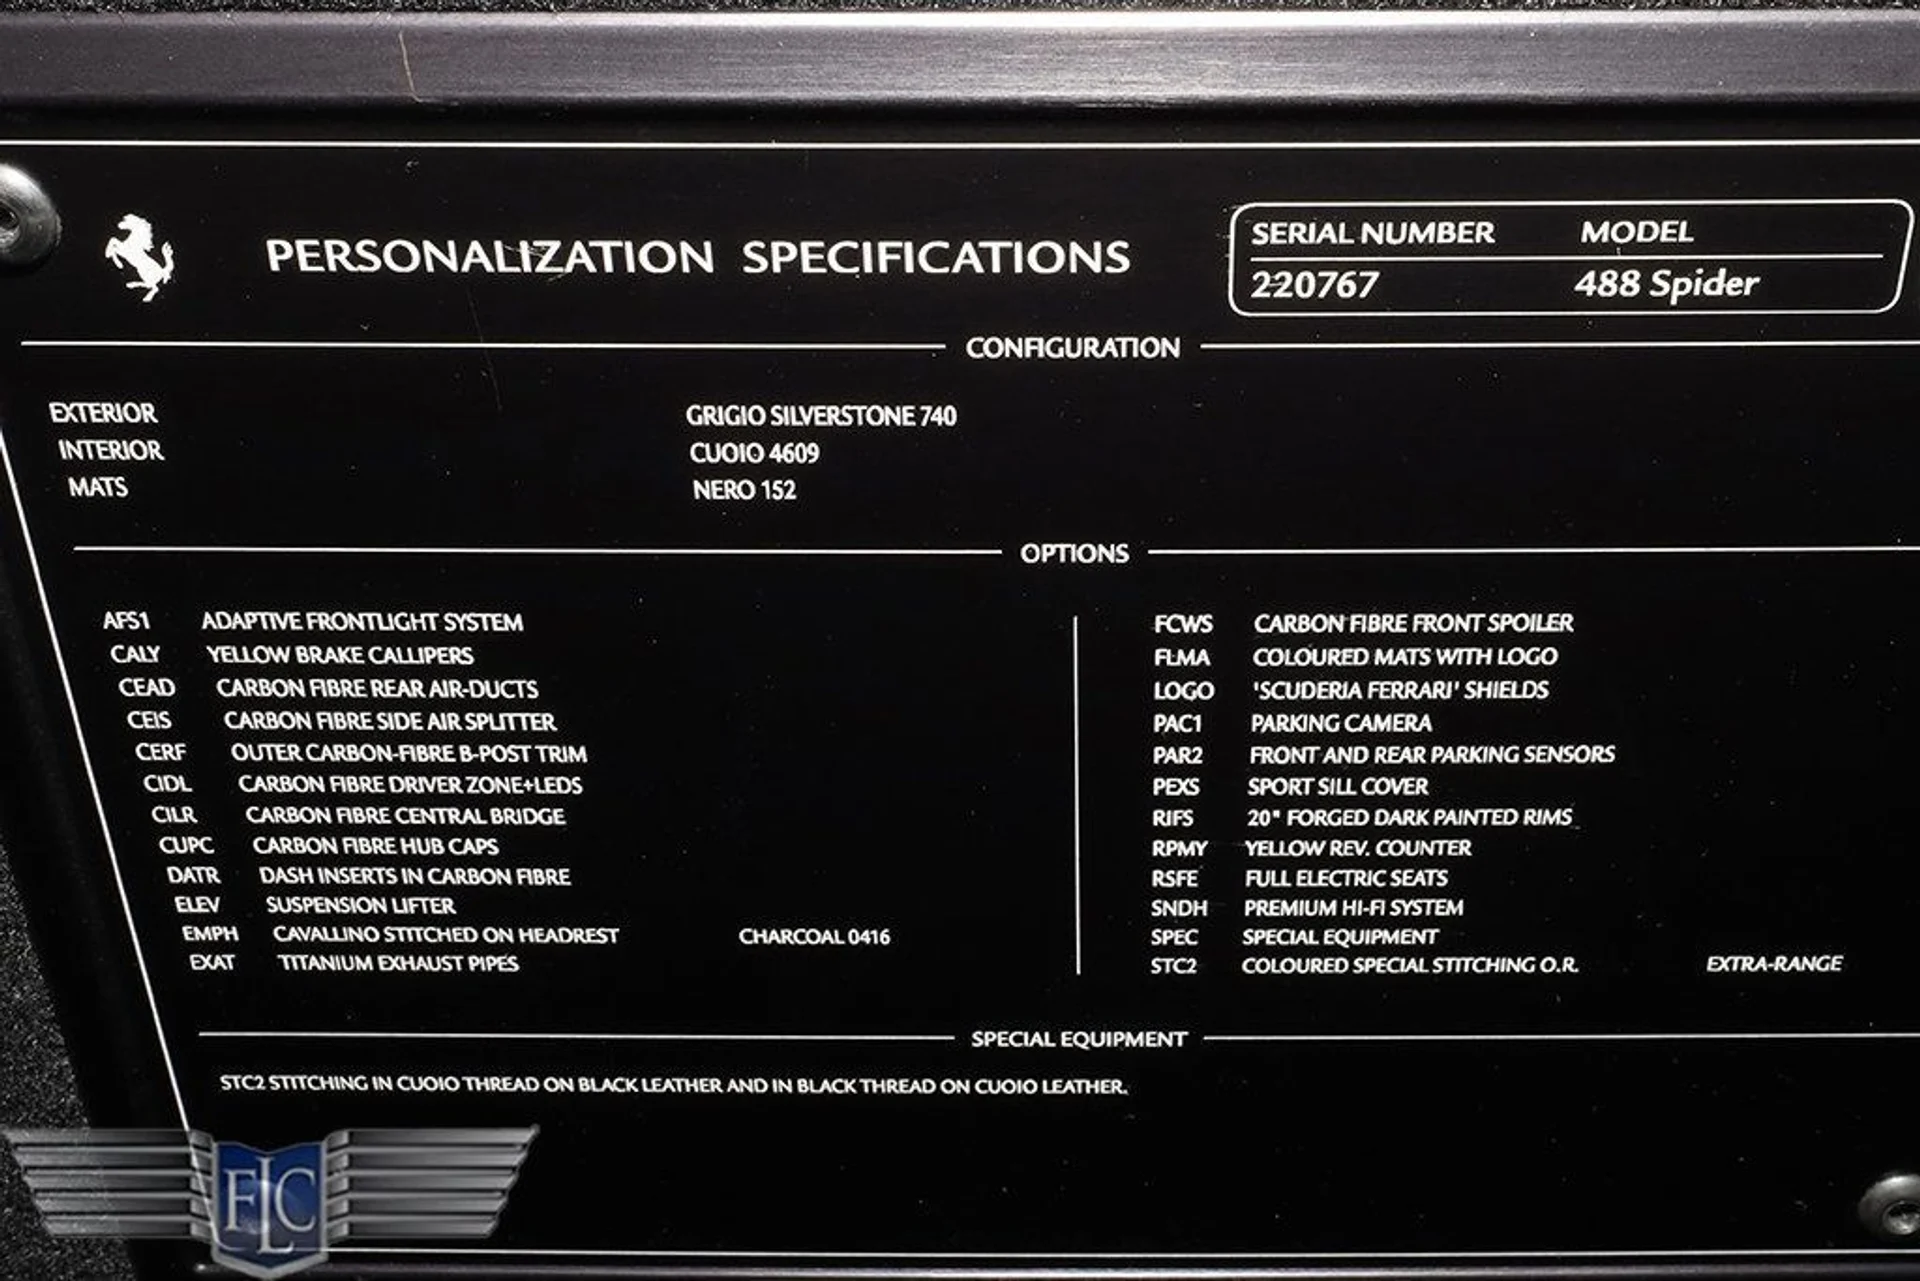 PERSONALIZATION SPECIFICATIONS
SERIAL NUMBER MODEL
220767 488 Spider
CONFIGURATION
EXTERIOR GRIGIO SILVERSTONE 740
INTERIOR CUOIO 4609
MATS NERO 152
OPTIONS
AFS1 ADAPTIVE FRONTLIGHT SYSTEM
CALY YELLOW BRAKE CALLIPERS
CEAD CARBON FIBRE REAR AIR-DUCTS
CEIS CARBON FIBRE SIDE AIR SPLITTER
CERF OUTER CARBON-FIBRE B-POST TRIM
CIDL CARBON FIBRE DRIVER ZONE+LEDS
CILR CARBON FIBRE CENTRAL BRIDGE
CUPC CARBON FIBRE HUB CAPS
DATR DASH INSERTS IN CARBON FIBRE
ELEV SUSPENSION LIFTER
EMPH CAVALLINO STITCHED ON HEADREST CHARCOAL 0416
EXAT TITANIUM EXHAUST PIPES
FCWS CARBON FIBRE FRONT SPOILER
FLMA COLOURED MATS WITH LOGO
LOGO 'SCUDERIA FERRARI' SHIELDS
PAC1 PARKING CAMERA
PAR2 FRONT AND REAR PARKING SENSORS
PEXS SPORT SILL COVER
RIFS 20" FORGED DARK PAINTED RIMS
RPMY YELLOW REV. COUNTER
RSFE FULL ELECTRIC SEATS
SNDH PREMIUM HI-FI SYSTEM
SPEC SPECIAL EQUIPMENT
STC2 COLOURED SPECIAL STITCHING O.R. EXTRA-RANGE
SPECIAL EQUIPMENT
STC2 STITCHING IN CUOIO THREAD ON BLACK LEATHER AND IN BLACK THREAD ON CUOIO LEATHER.
FLC